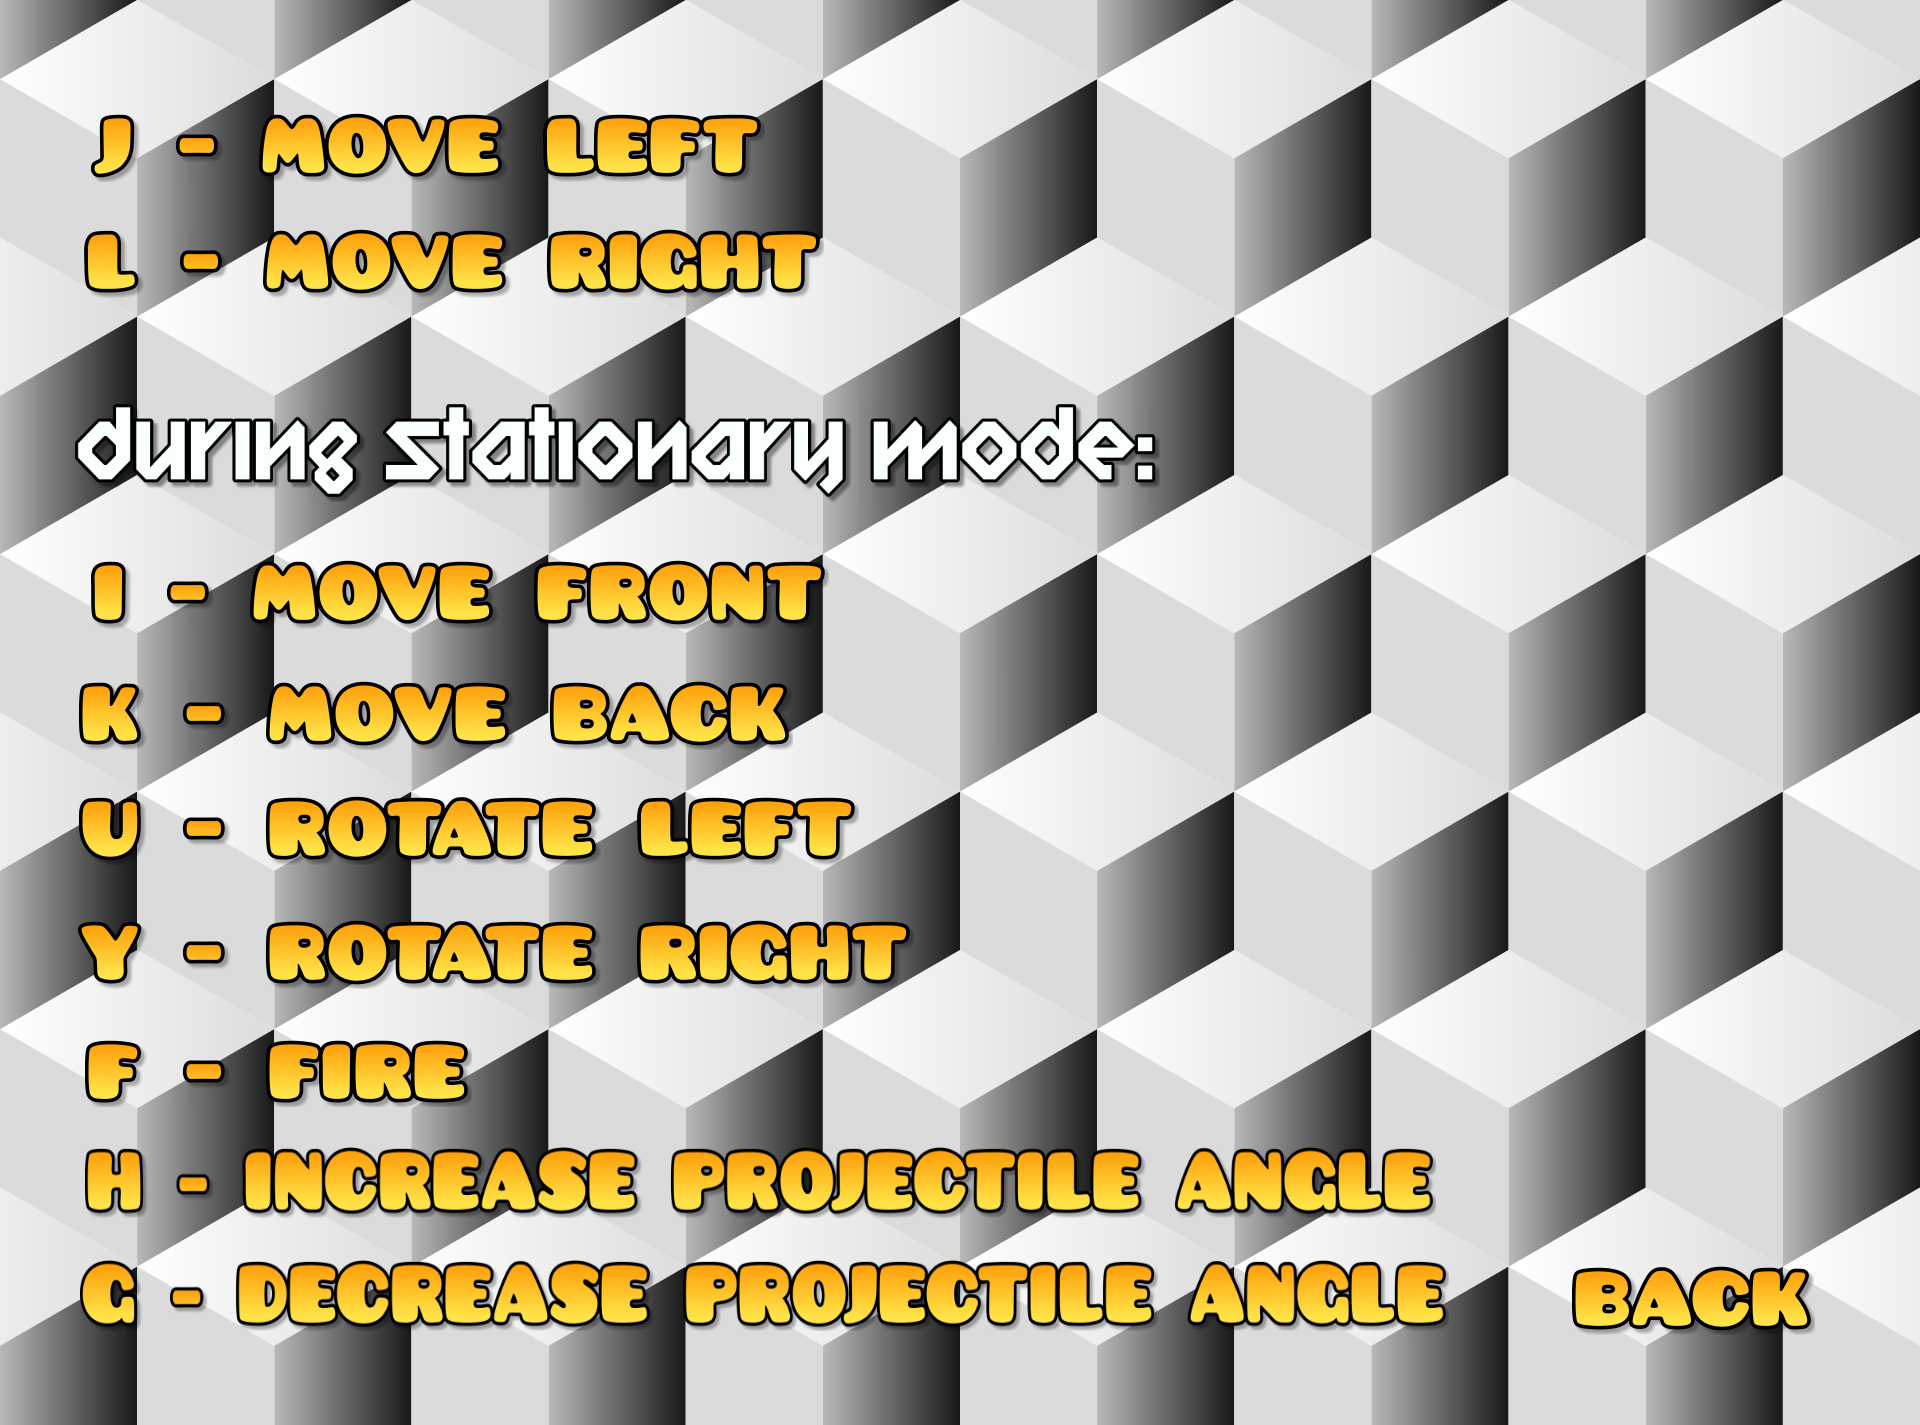 J - MOVE LEFT
L - MOVE RIGHT
during stationary mode:
I - MOVE FRONT
K - MOVE BACK
U - ROTATE LEFT
Y - ROTATE RIGHT
F - FIRE
H - INCREASE PROJECTILE ANGLE
G - DECREASE PROJECTILE ANGLE
BACK